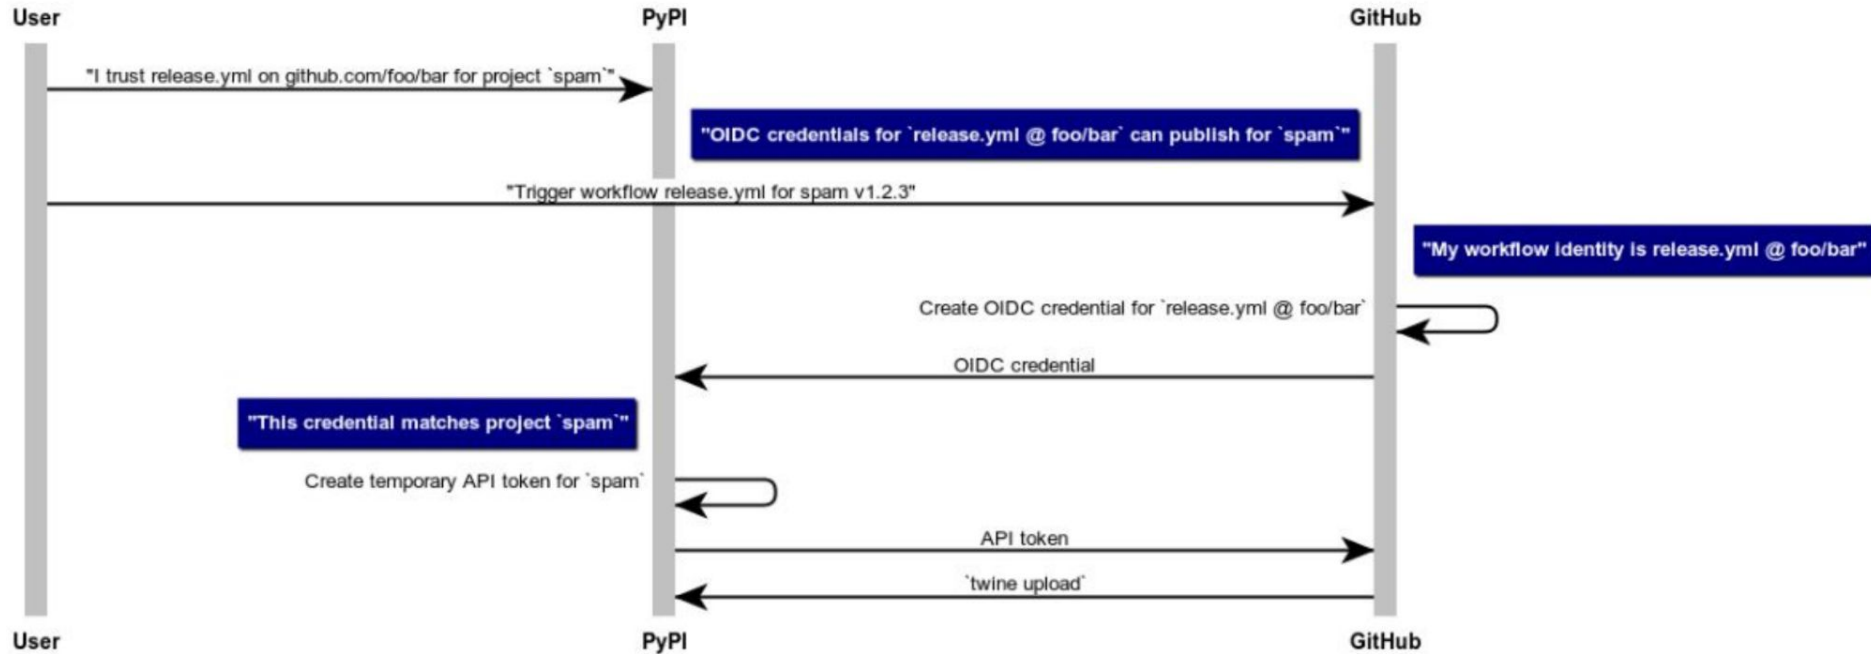 User PyPI GitHub
"I trust release.yml on github.com/foo/bar for project `spam`"
"OIDC credentials for `release.yml @ foo/bar` can publish for `spam`"
"Trigger workflow release.yml for spam v1.2.3"
"My workflow identity is release.yml @ foo/bar"
Create OIDC credential for `release.yml @ foo/bar`
OIDC credential
"This credential matches project `spam`"
Create temporary API token for `spam`
API token
`twine upload`
User PyPI GitHub